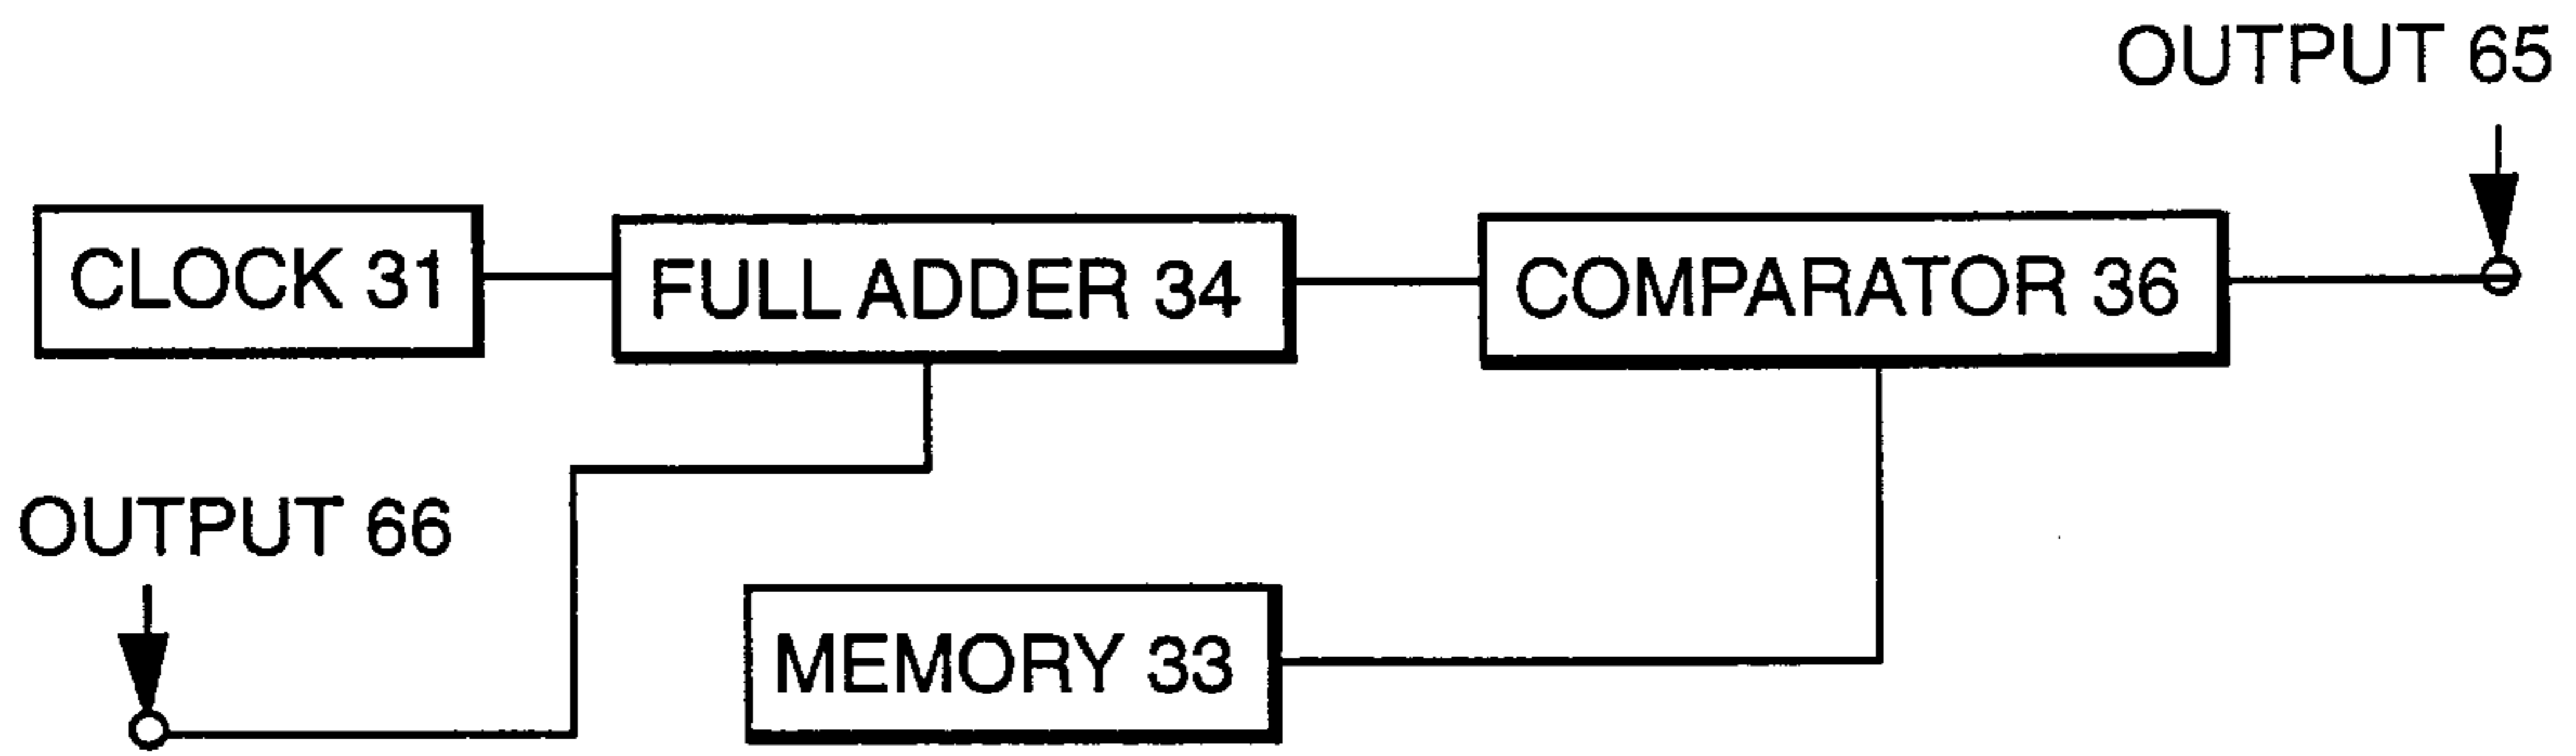 OUTPUT 65
CLOCK 31
FULL ADDER 34
COMPARATOR 36
OUTPUT 66
MEMORY 33